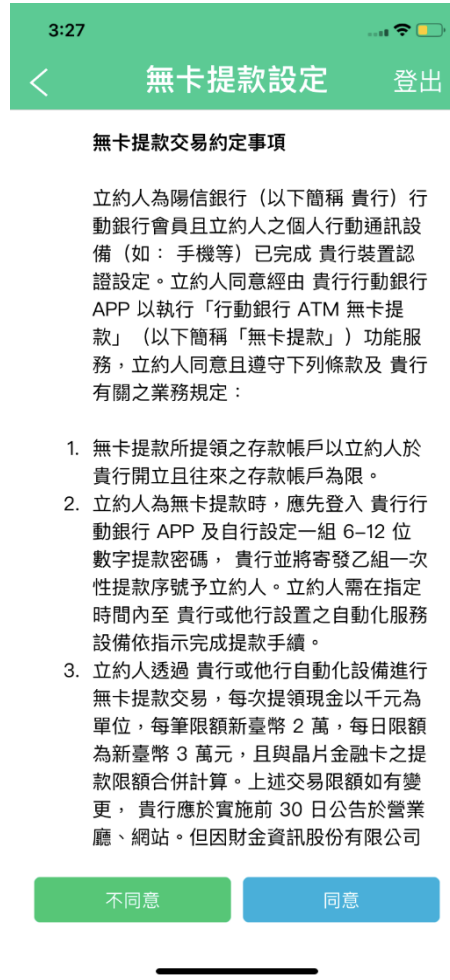 3:27
無卡提款設定
登出
無卡提款交易約定事項
立約人為陽信銀行（以下簡稱 貴行）行
動銀行會員且立約人之個人行動通訊設
備（如： 手機等）已完成 貴行裝置認
證設定。立約人同意經由 貴行行動銀行
APP 以執行「行動銀行 ATM 無卡提
款」（以下簡稱「無卡提款」）功能服
務，立約人同意且遵守下列條款及 貴行
有關之業務規定：
1. 無卡提款所提領之存款帳戶以立約人於
貴行開立且往來之存款帳戶為限。
2. 立約人為無卡提款時，應先登入 貴行行
動銀行 APP 及自行設定一組 6–12 位
數字提款密碼， 貴行並將寄發乙組一次
性提款序號予立約人。立約人需在指定
時間內至 貴行或他行設置之自動化服務
設備依指示完成提款手續。
3. 立約人透過 貴行或他行自動化設備進行
無卡提款交易，每次提領現金以千元為
單位，每筆限額新臺幣 2 萬，每日限額
為新臺幣 3 萬元，且與晶片金融卡之提
款限額合併計算。上述交易限額如有變
更， 貴行應於實施前 30 日公告於營業
廳、網站。但因財金資訊股份有限公司
不同意
同意